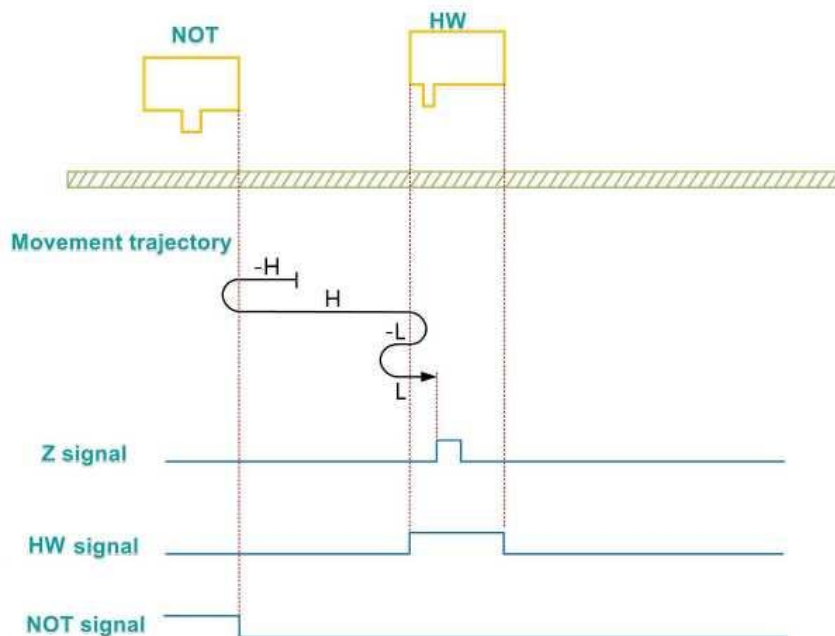 NOT
HW
Movement trajectory
-H
H
-L
L
Z signal
HW signal
NOT signal